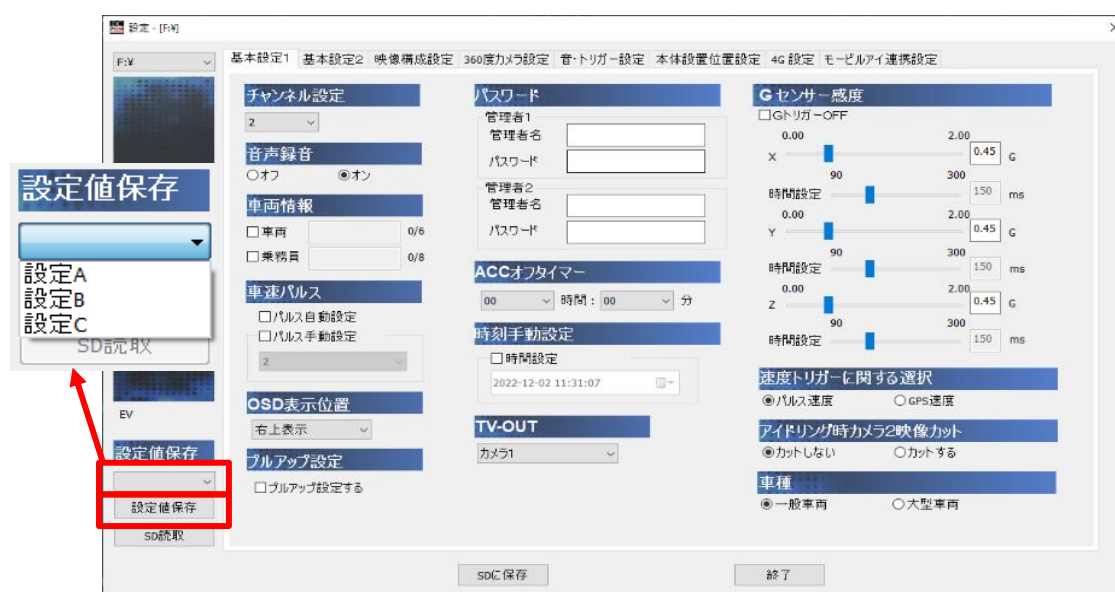 設定 - [F:¥]
F:¥
基本設定1 基本設定2 映像構成設定 360度カメラ設定 音・トリガー設定 本体設置位置設定 4G 設定 モービルアイ連携設定
設定値保存
設定A
設定B
設定C
SD読取
EV
設定値保存
設定値保存
SD読取
チャンネル設定
2
音声録音
オフ オン
車両情報
車両 0/6
乗務員 0/8
車速パルス
パルス自動設定
パルス手動設定
2
OSD表示位置
右上表示
プルアップ設定
プルアップ設定する
パスワード
管理者1
管理者名
パスワード
管理者2
管理者名
パスワード
ACCオフタイマー
00 時間 : 00 分
時刻手動設定
時間設定
2022-12-02 11:31:07
TV-OUT
カメラ1
G センサー感度
GトリガーOFF
0.00 2.00
X 0.45 G
90 300
時間設定 150 ms
0.00 2.00
Y 0.45 G
90 300
時間設定 150 ms
0.00 2.00
Z 0.45 G
90 300
時間設定 150 ms
速度トリガーに関する選択
パルス速度 GPS速度
アイドリング時カメラ2映像カット
カットしない カットする
車種
一般車両 大型車両
SDに保存 終了